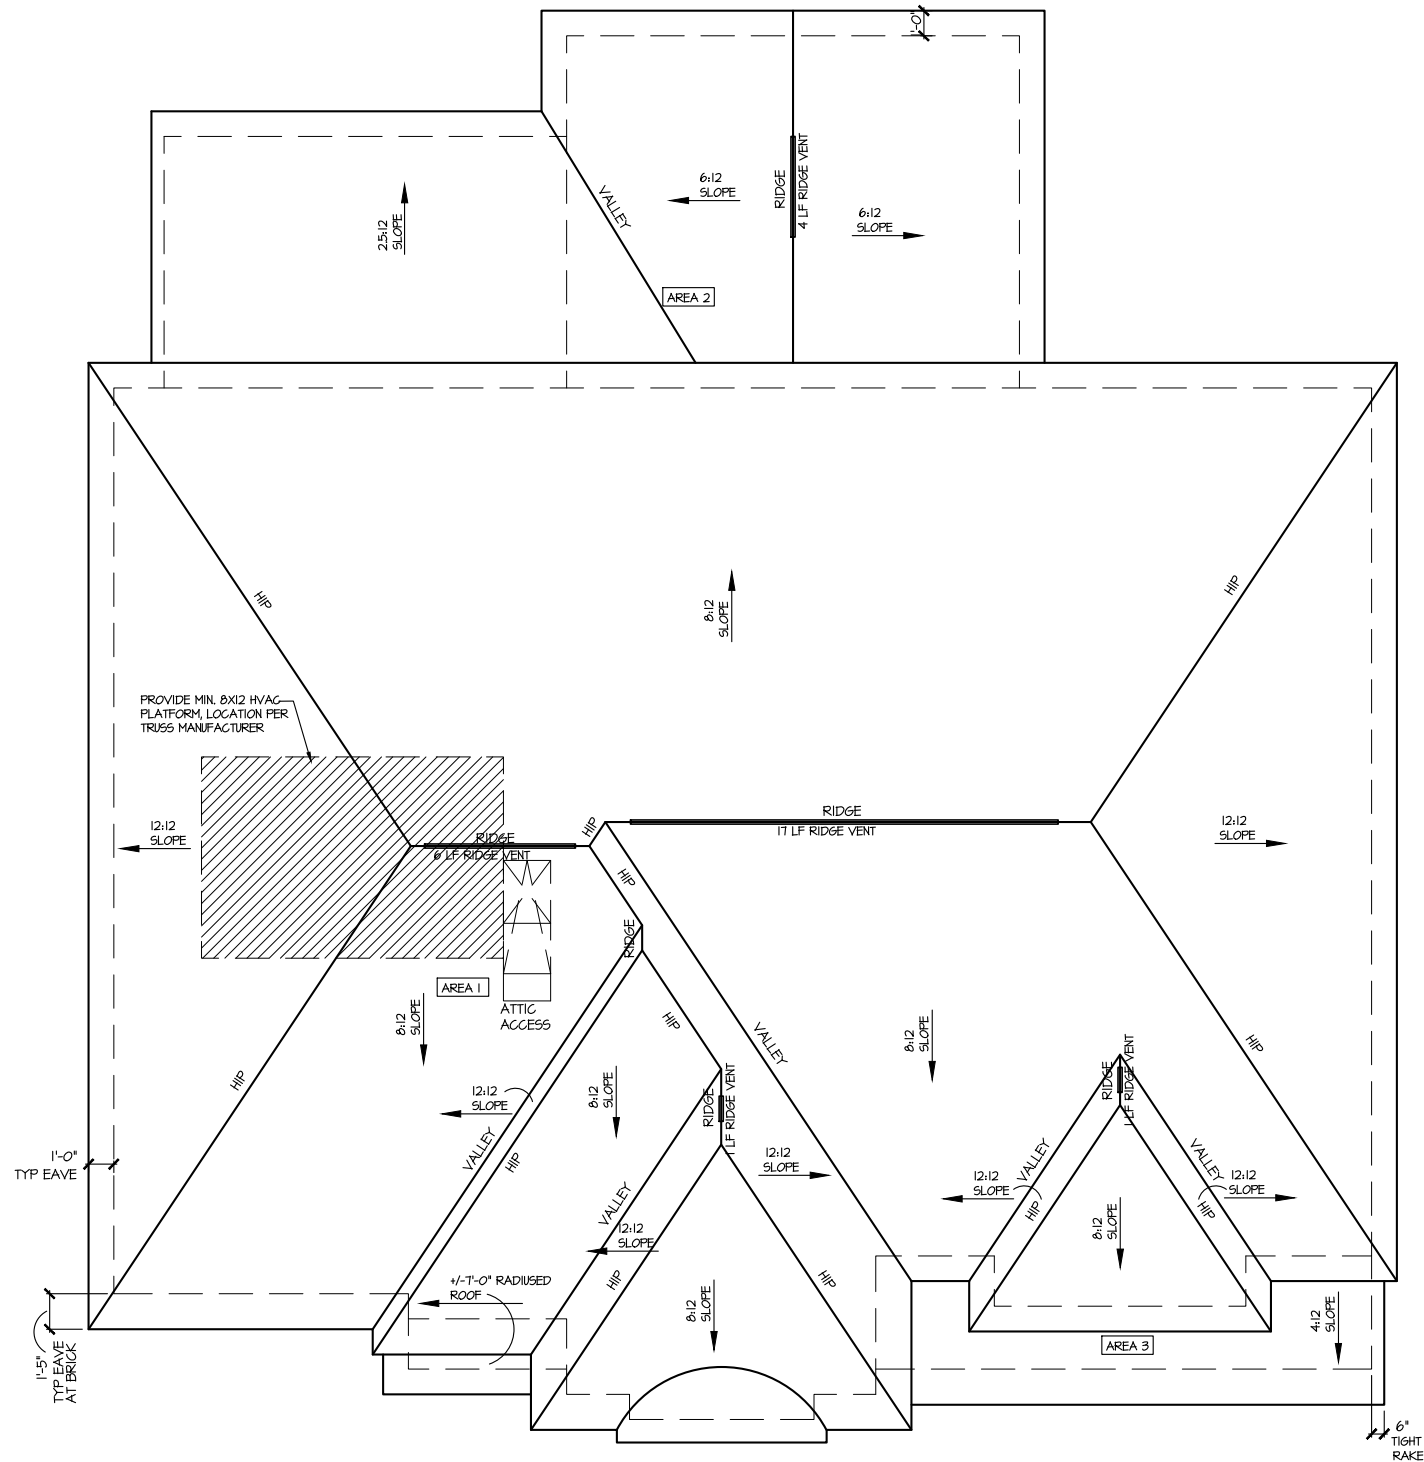 1'-0"
6:12
SLOPE
RIDGE
4 LF RIDGE VENT
VALLEY
2.5:12
SLOPE
6:12
SLOPE
AREA 2
HIP
HIP
8:12
SLOPE
PROVIDE MIN. 8X12 HVAC
PLATFORM, LOCATION PER
TRUSS MANUFACTURER
12:12
SLOPE
RIDGE
6 LF RIDGE VENT
HIP
RIDGE
17 LF RIDGE VENT
12:12
SLOPE
HIP
RIDGE
AREA 1
ATTIC
ACCESS
8:12
SLOPE
HIP
VALLEY
8:12
SLOPE
HIP
HIP
12:12
SLOPE
8:12
SLOPE
RIDGE
1 LF RIDGE VENT
RIDGE
1 LF RIDGE VENT
VALLEY
HIP
12:12
SLOPE
VALLEY
VALLEY
12:12
SLOPE
12:12
SLOPE
1'-0"
TYP EAVE
VALLEY
HIP
HIP
8:12
SLOPE
12:12
SLOPE
HIP
HIP
+/-7'-0" RADIUSED
ROOF
8:12
SLOPE
4:12
SLOPE
AREA 3
1'-5"
TYP EAVE
AT BRICK
6"
TIGHT
RAKE